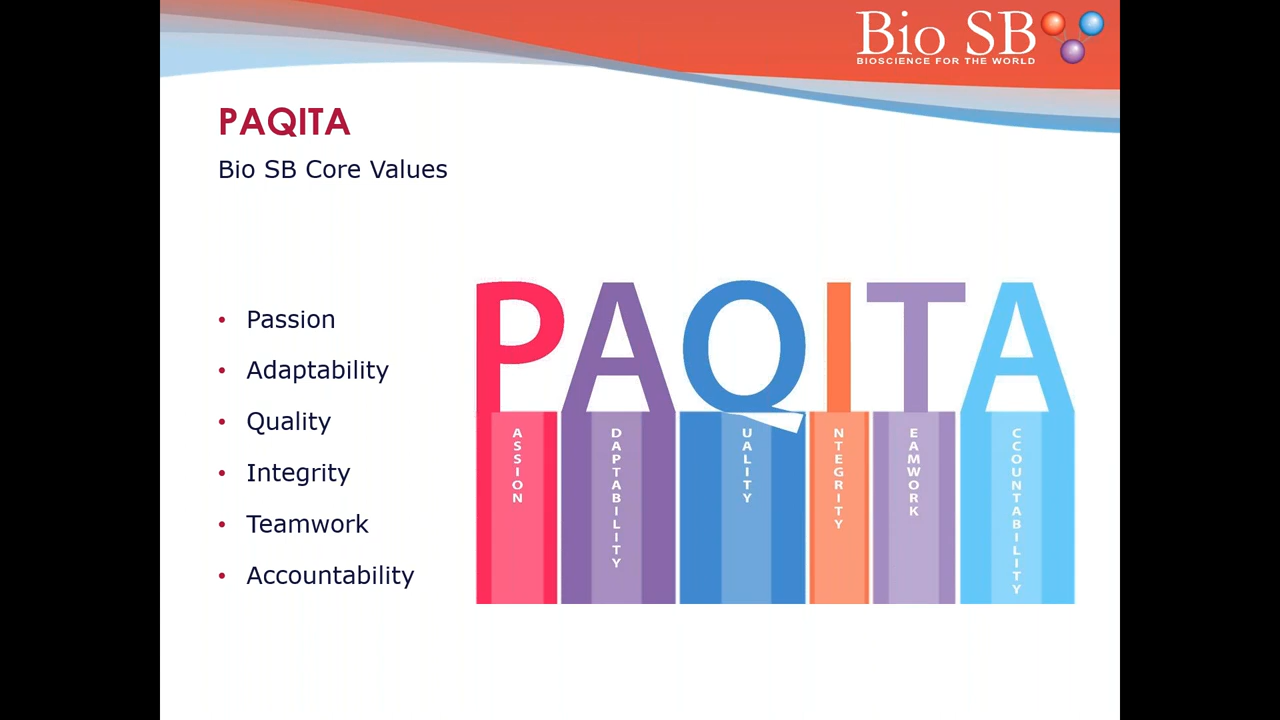 Bio SB
BIOSCIENCE FOR THE WORLD
PAQITA
Bio SB Core Values
• Passion
• Adaptability
• Quality
• Integrity
• Teamwork
• Accountability
PAQITA
ASSION
DAPTABILITY
UALITY
NTEGRITY
EAMWORK
CCOUNTABILITY